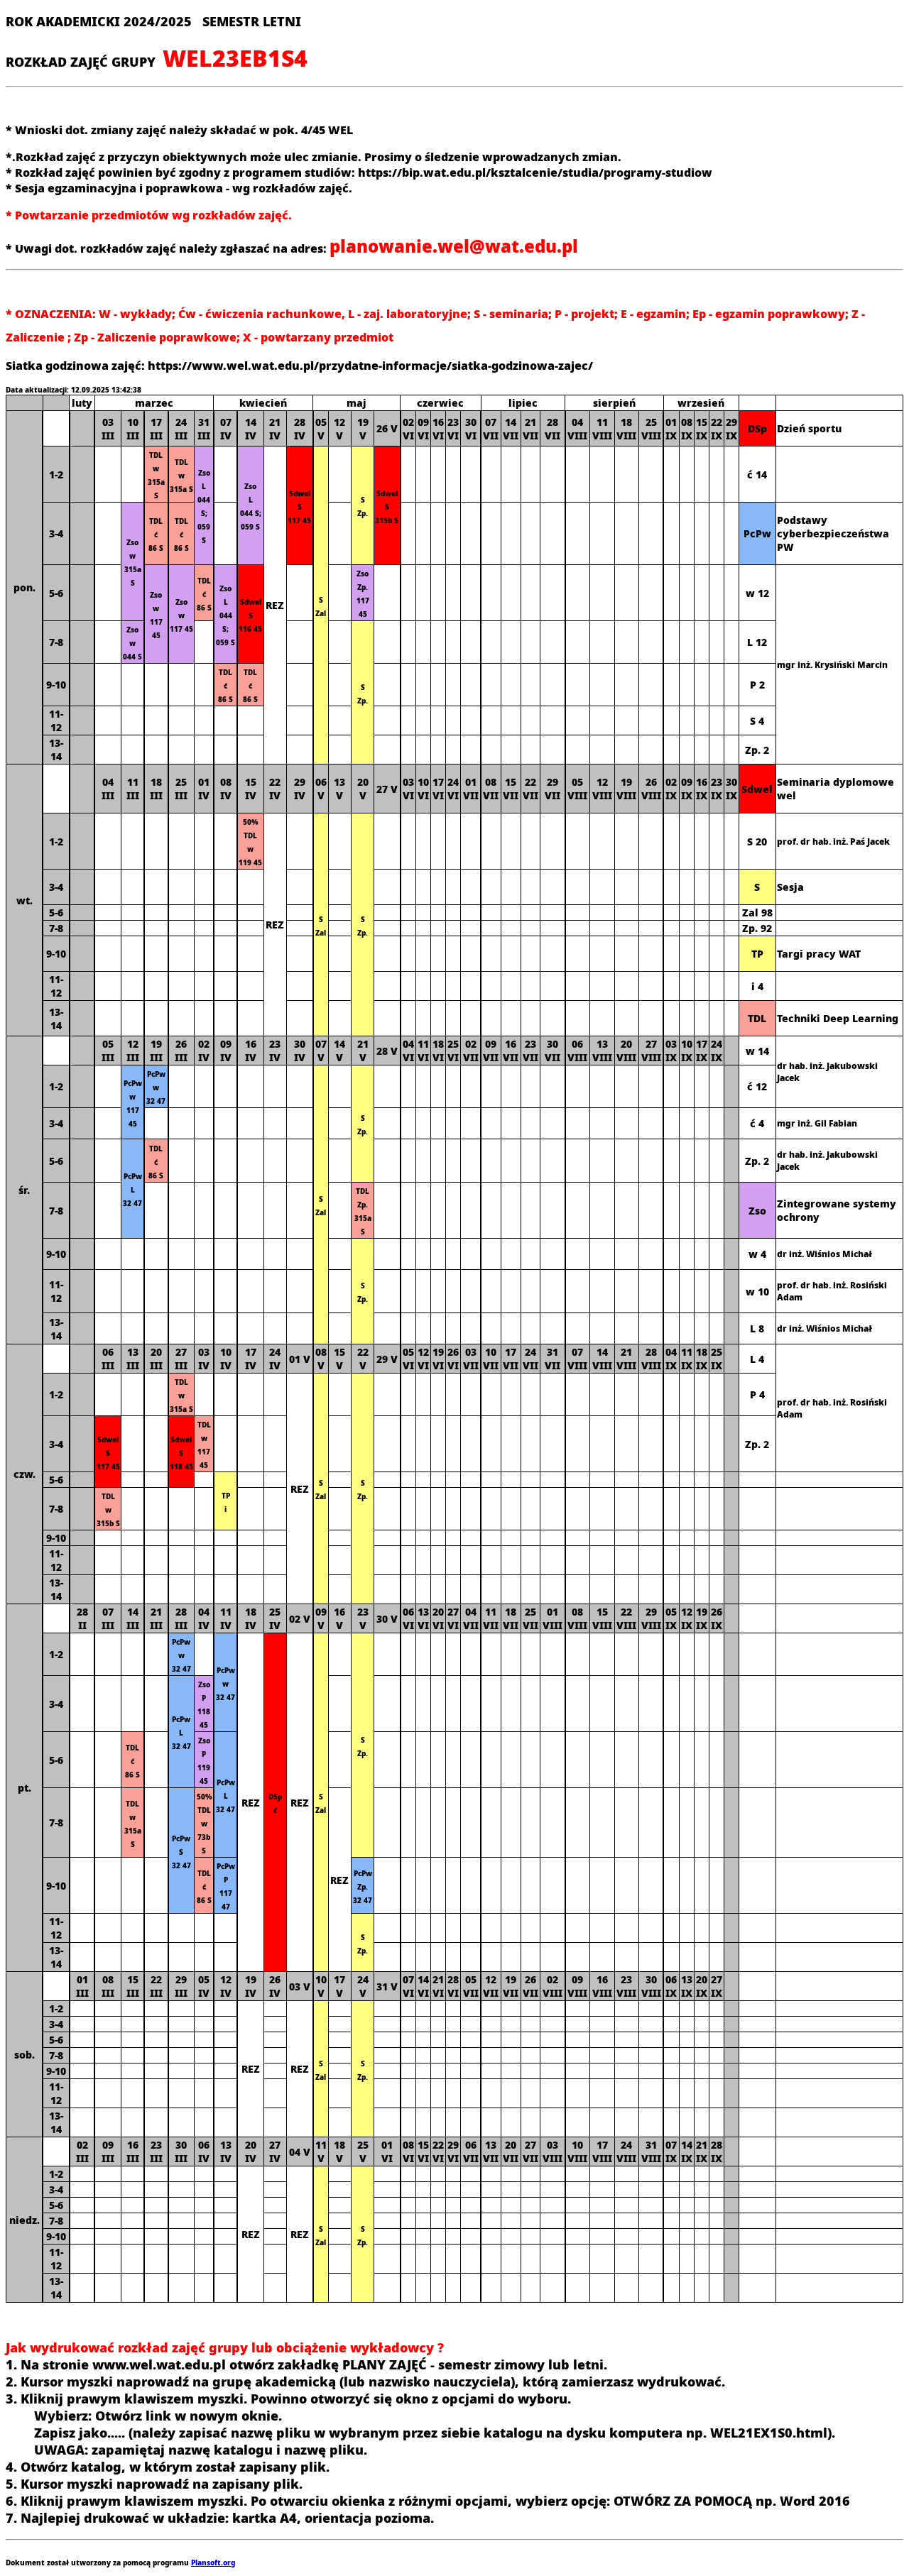 ROK AKADEMICKI 2024/2025 SEMESTR LETNI
ROZKŁAD ZAJĘĆ GRUPY WEL23EB1S4
* Wnioski dot. zmiany zajęć należy składać w pok. 4/45 WEL
*.Rozkład zajęć z przyczyn obiektywnych może ulec zmianie. Prosimy o śledzenie wprowadzanych zmian.
* Rozkład zajęć powinien być zgodny z programem studiów: https://bip.wat.edu.pl/ksztalcenie/studia/programy-studiow
* Sesja egzaminacyjna i poprawkowa - wg rozkładów zajęć.
* Powtarzanie przedmiotów wg rozkładów zajęć.
* Uwagi dot. rozkładów zajęć należy zgłaszać na adres: planowanie.wel@wat.edu.pl
* OZNACZENIA: W - wykłady; Ćw - ćwiczenia rachunkowe, L - zaj. laboratoryjne; S - seminaria; P - projekt; E - egzamin; Ep - egzamin poprawkowy; Z -
Zaliczenie ; Zp - Zaliczenie poprawkowe; X - powtarzany przedmiot
Siatka godzinowa zajęć: https://www.wel.wat.edu.pl/przydatne-informacje/siatka-godzinowa-zajec/
Data aktualizacji: 12.09.2025 13:42:38
luty marzec kwiecień maj czerwiec lipiec sierpień wrzesień
03 III 10 III 17 III 24 III 31 III 07 IV 14 IV 21 IV 28 IV 05 V 12 V 19 V 26 V 02 VI 09 VI 16 VI 23 VI 30 VI 07 VII 14 VII 21 VII 28 VII 04 VIII 11 VIII 18 VIII 25 VIII 01 IX 08 IX 15 IX 22 IX 29 IX DSp Dzień sportu
pon.
1-2 TDL w 315a S TDL w 315a S Zso L 044 S; 059 S Zso L 044 S; 059 S REZ Sdwel S 117 45 S Zal S Zp. Sdwel S 315b S ć 14
3-4 Zso w 315a S TDL ć 86 S TDL ć 86 S PcPw Podstawy cyberbezpieczeństwa PW
5-6 Zso w 117 45 Zso w 117 45 TDL ć 86 S Zso L 044 S; 059 S Sdwel S 116 45 Zso Zp. 117 45 w 12 mgr inż. Krysiński Marcin
7-8 Zso w 044 S S Zp. L 12
9-10 TDL ć 86 S TDL ć 86 S P 2
11-12 S 4
13-14 Zp. 2
wt.
04 III 11 III 18 III 25 III 01 IV 08 IV 15 IV 22 IV 29 IV 06 V 13 V 20 V 27 V 03 VI 10 VI 17 VI 24 VI 01 VII 08 VII 15 VII 22 VII 29 VII 05 VIII 12 VIII 19 VIII 26 VIII 02 IX 09 IX 16 IX 23 IX 30 IX Sdwel Seminaria dyplomowe wel
1-2 50% TDL w 119 45 REZ S Zal S Zp. S 20 prof. dr hab. inż. Paś Jacek
3-4 S Sesja
5-6 Zal 98
7-8 Zp. 92
9-10 TP Targi pracy WAT
11-12 i 4
13-14 TDL Techniki Deep Learning
śr.
05 III 12 III 19 III 26 III 02 IV 09 IV 16 IV 23 IV 30 IV 07 V 14 V 21 V 28 V 04 VI 11 VI 18 VI 25 VI 02 VII 09 VII 16 VII 23 VII 30 VII 06 VIII 13 VIII 20 VIII 27 VIII 03 IX 10 IX 17 IX 24 IX w 14 dr hab. inż. Jakubowski Jacek
1-2 PcPw w 117 45 PcPw w 32 47 S Zal S Zp. ć 12
3-4 ć 4 mgr inż. Gil Fabian
5-6 PcPw L 32 47 TDL ć 86 S Zp. 2 dr hab. inż. Jakubowski Jacek
7-8 TDL Zp. 315a S Zso Zintegrowane systemy ochrony
9-10 S Zp. w 4 dr inż. Wiśnios Michał
11-12 w 10 prof. dr hab. inż. Rosiński Adam
13-14 L 8 dr inż. Wiśnios Michał
czw.
06 III 13 III 20 III 27 III 03 IV 10 IV 17 IV 24 IV 01 V 08 V 15 V 22 V 29 V 05 VI 12 VI 19 VI 26 VI 03 VII 10 VII 17 VII 24 VII 31 VII 07 VIII 14 VIII 21 VIII 28 VIII 04 IX 11 IX 18 IX 25 IX L 4 prof. dr hab. inż. Rosiński Adam
1-2 TDL w 315a S REZ S Zal S Zp. P 4
3-4 Sdwel S 117 45 Sdwel S 118 45 TDL w 117 45 Zp. 2
5-6 TP i
7-8 TDL w 315b S
9-10
11-12
13-14
pt.
28 II 07 III 14 III 21 III 28 III 04 IV 11 IV 18 IV 25 IV 02 V 09 V 16 V 23 V 30 V 06 VI 13 VI 20 VI 27 VI 04 VII 11 VII 18 VII 25 VII 01 VIII 08 VIII 15 VIII 22 VIII 29 VIII 05 IX 12 IX 19 IX 26 IX
1-2 PcPw w 32 47 PcPw w 32 47 REZ DSp ć REZ S Zal S Zp.
3-4 PcPw L 32 47 Zso P 118 45
5-6 TDL ć 86 S Zso P 119 45 PcPw L 32 47
7-8 TDL w 315a S PcPw S 32 47 50% TDL w 73b S REZ
9-10 TDL ć 86 S PcPw P 117 47 PcPw Zp. 32 47
11-12 S Zp.
13-14
sob.
01 III 08 III 15 III 22 III 29 III 05 IV 12 IV 19 IV 26 IV 03 V 10 V 17 V 24 V 31 V 07 VI 14 VI 21 VI 28 VI 05 VII 12 VII 19 VII 26 VII 02 VIII 09 VIII 16 VIII 23 VIII 30 VIII 06 IX 13 IX 20 IX 27 IX
1-2 REZ REZ S Zal S Zp.
3-4
5-6
7-8
9-10
11-12
13-14
niedz.
02 III 09 III 16 III 23 III 30 III 06 IV 13 IV 20 IV 27 IV 04 V 11 V 18 V 25 V 01 VI 08 VI 15 VI 22 VI 29 VI 06 VII 13 VII 20 VII 27 VII 03 VIII 10 VIII 17 VIII 24 VIII 31 VIII 07 IX 14 IX 21 IX 28 IX
1-2 REZ REZ S Zal S Zp.
3-4
5-6
7-8
9-10
11-12
13-14
Jak wydrukować rozkład zajęć grupy lub obciążenie wykładowcy ?
1. Na stronie www.wel.wat.edu.pl otwórz zakładkę PLANY ZAJĘĆ - semestr zimowy lub letni.
2. Kursor myszki naprowadź na grupę akademicką (lub nazwisko nauczyciela), którą zamierzasz wydrukować.
3. Kliknij prawym klawiszem myszki. Powinno otworzyć się okno z opcjami do wyboru.
Wybierz: Otwórz link w nowym oknie.
Zapisz jako..... (należy zapisać nazwę pliku w wybranym przez siebie katalogu na dysku komputera np. WEL21EX1S0.html).
UWAGA: zapamiętaj nazwę katalogu i nazwę pliku.
4. Otwórz katalog, w którym został zapisany plik.
5. Kursor myszki naprowadź na zapisany plik.
6. Kliknij prawym klawiszem myszki. Po otwarciu okienka z różnymi opcjami, wybierz opcję: OTWÓRZ ZA POMOCĄ np. Word 2016
7. Najlepiej drukować w układzie: kartka A4, orientacja pozioma.
Dokument został utworzony za pomocą programu Plansoft.org